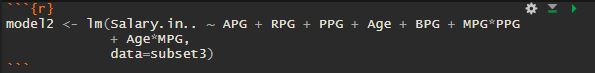 ```{r}
model2 <- lm(salary.in.. ~ APG + RPG + PPG + Age + BPG + MPG*PPG
+ Age*MPG,
data=subset3)
```